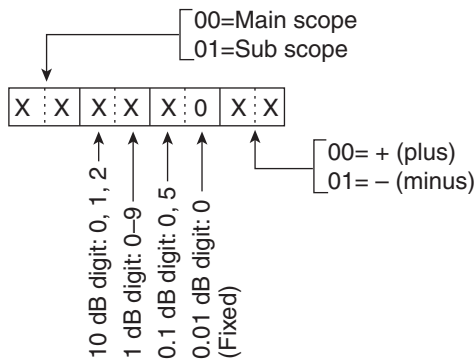 00=Main scope
01=Sub scope
X X X X X 0 X X
00= + (plus)
01= – (minus)
10 dB digit: 0, 1, 2
1 dB digit: 0–9
0.1 dB digit: 0, 5
0.01 dB digit: 0
(Fixed)